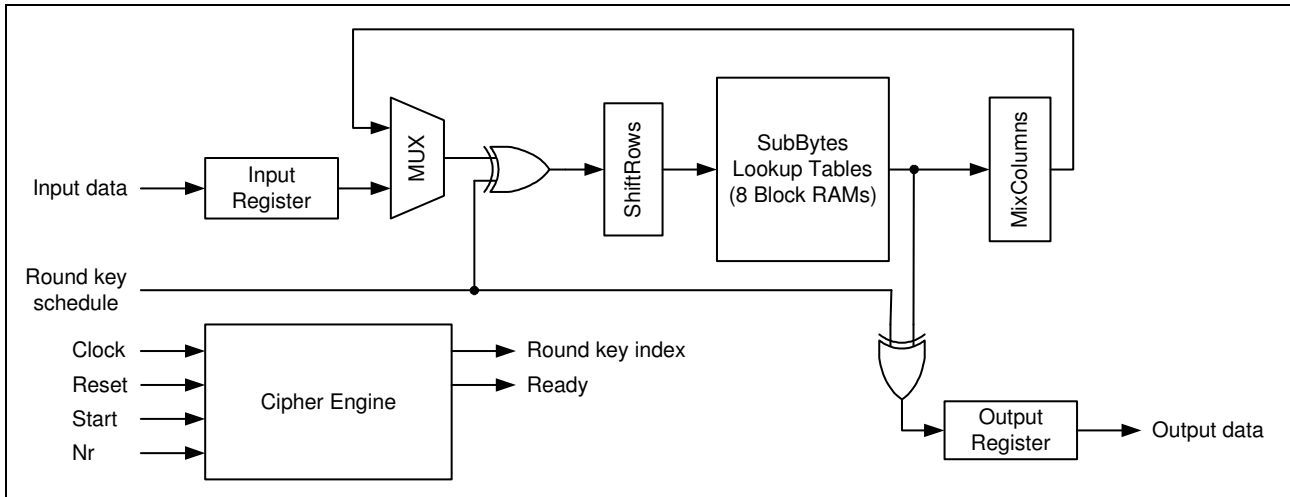 MUX
ShiftRows
SubBytes
Lookup Tables
(8 Block RAMs)
MixColumns
Input data
Input
Register
Round key
schedule
Clock
Reset
Start
Nr
Cipher Engine
Round key index
Ready
Output
Register
Output data